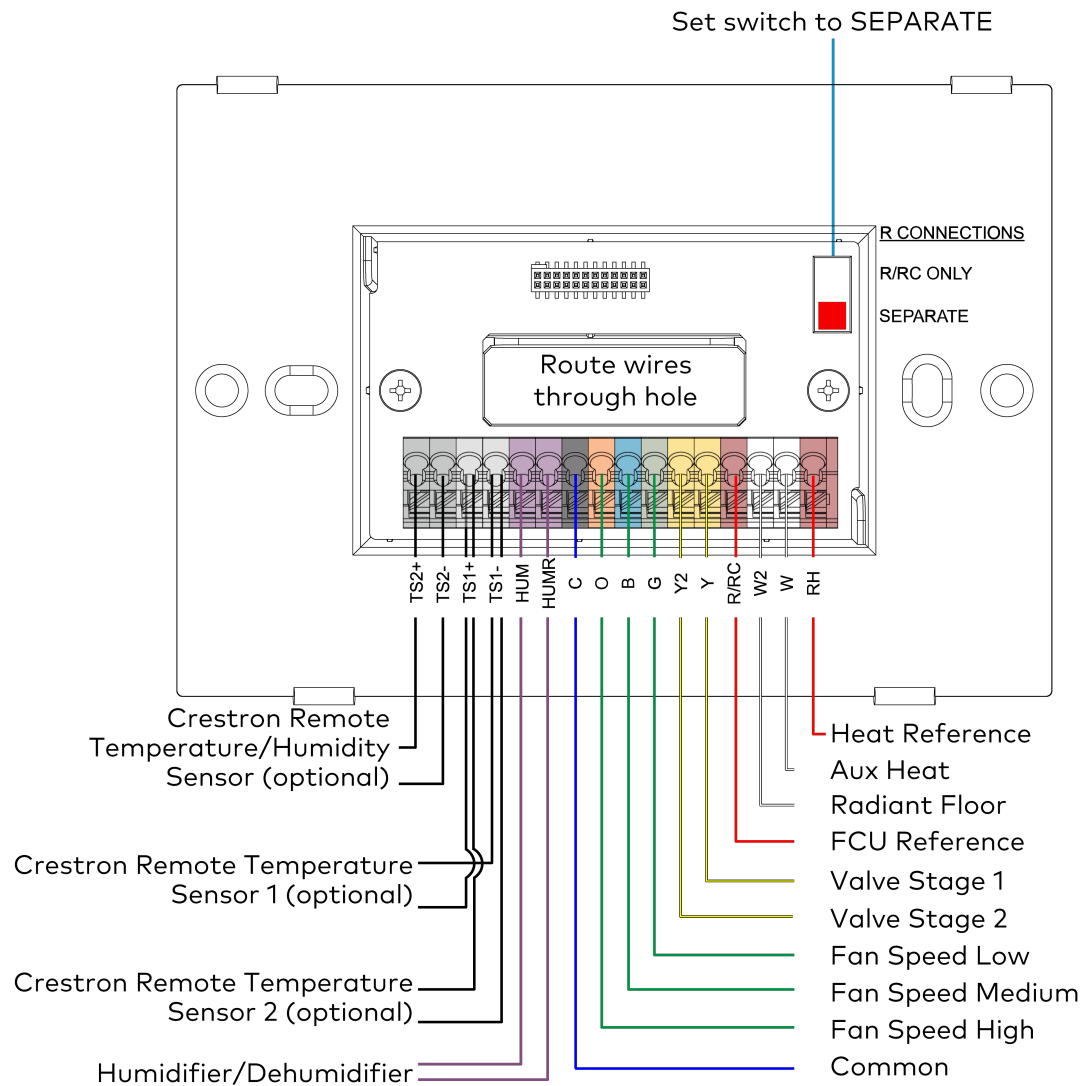 Set switch to SEPARATE
R CONNECTIONS
R/RC ONLY
SEPARATE
Route wires
through hole
TS2+
TS2-
TS1+
TS1-
HUM
HUMR
C
O
B
G
Y2
Y
R/RC
W2
W
RH
Crestron Remote
Temperature/Humidity
Sensor (optional)
Crestron Remote Temperature
Sensor 1 (optional)
Crestron Remote Temperature
Sensor 2 (optional)
Humidifier/Dehumidifier
Heat Reference
Aux Heat
Radiant Floor
FCU Reference
Valve Stage 1
Valve Stage 2
Fan Speed Low
Fan Speed Medium
Fan Speed High
Common